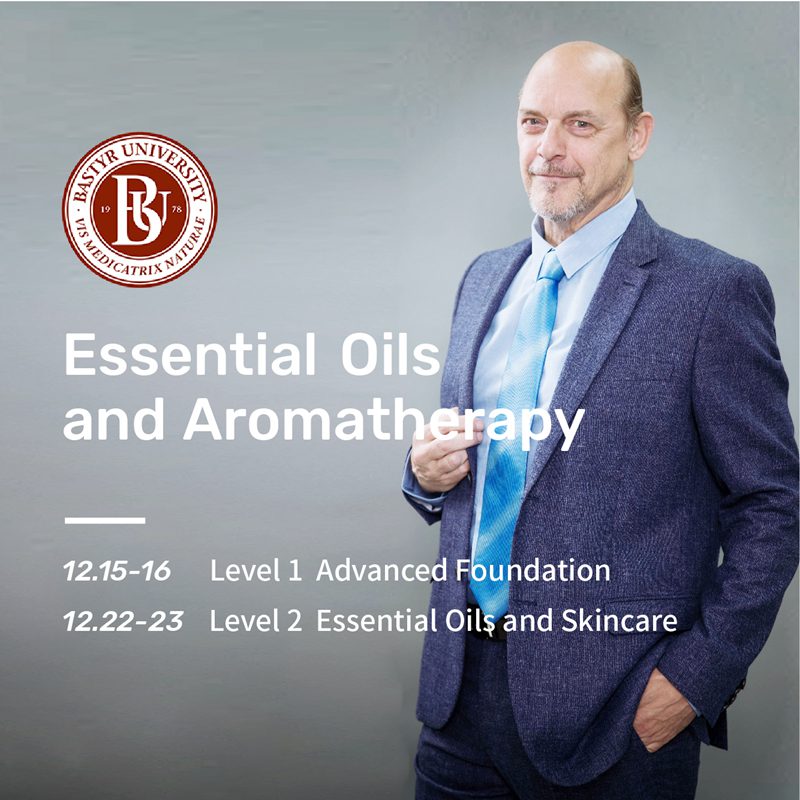 BASTYR UNIVERSITY
BU
19 78
VIS MEDICATRIX NATURAE
Essential Oils
and Aromatherapy
12.15-16 Level 1 Advanced Foundation
12.22-23 Level 2 Essential Oils and Skincare